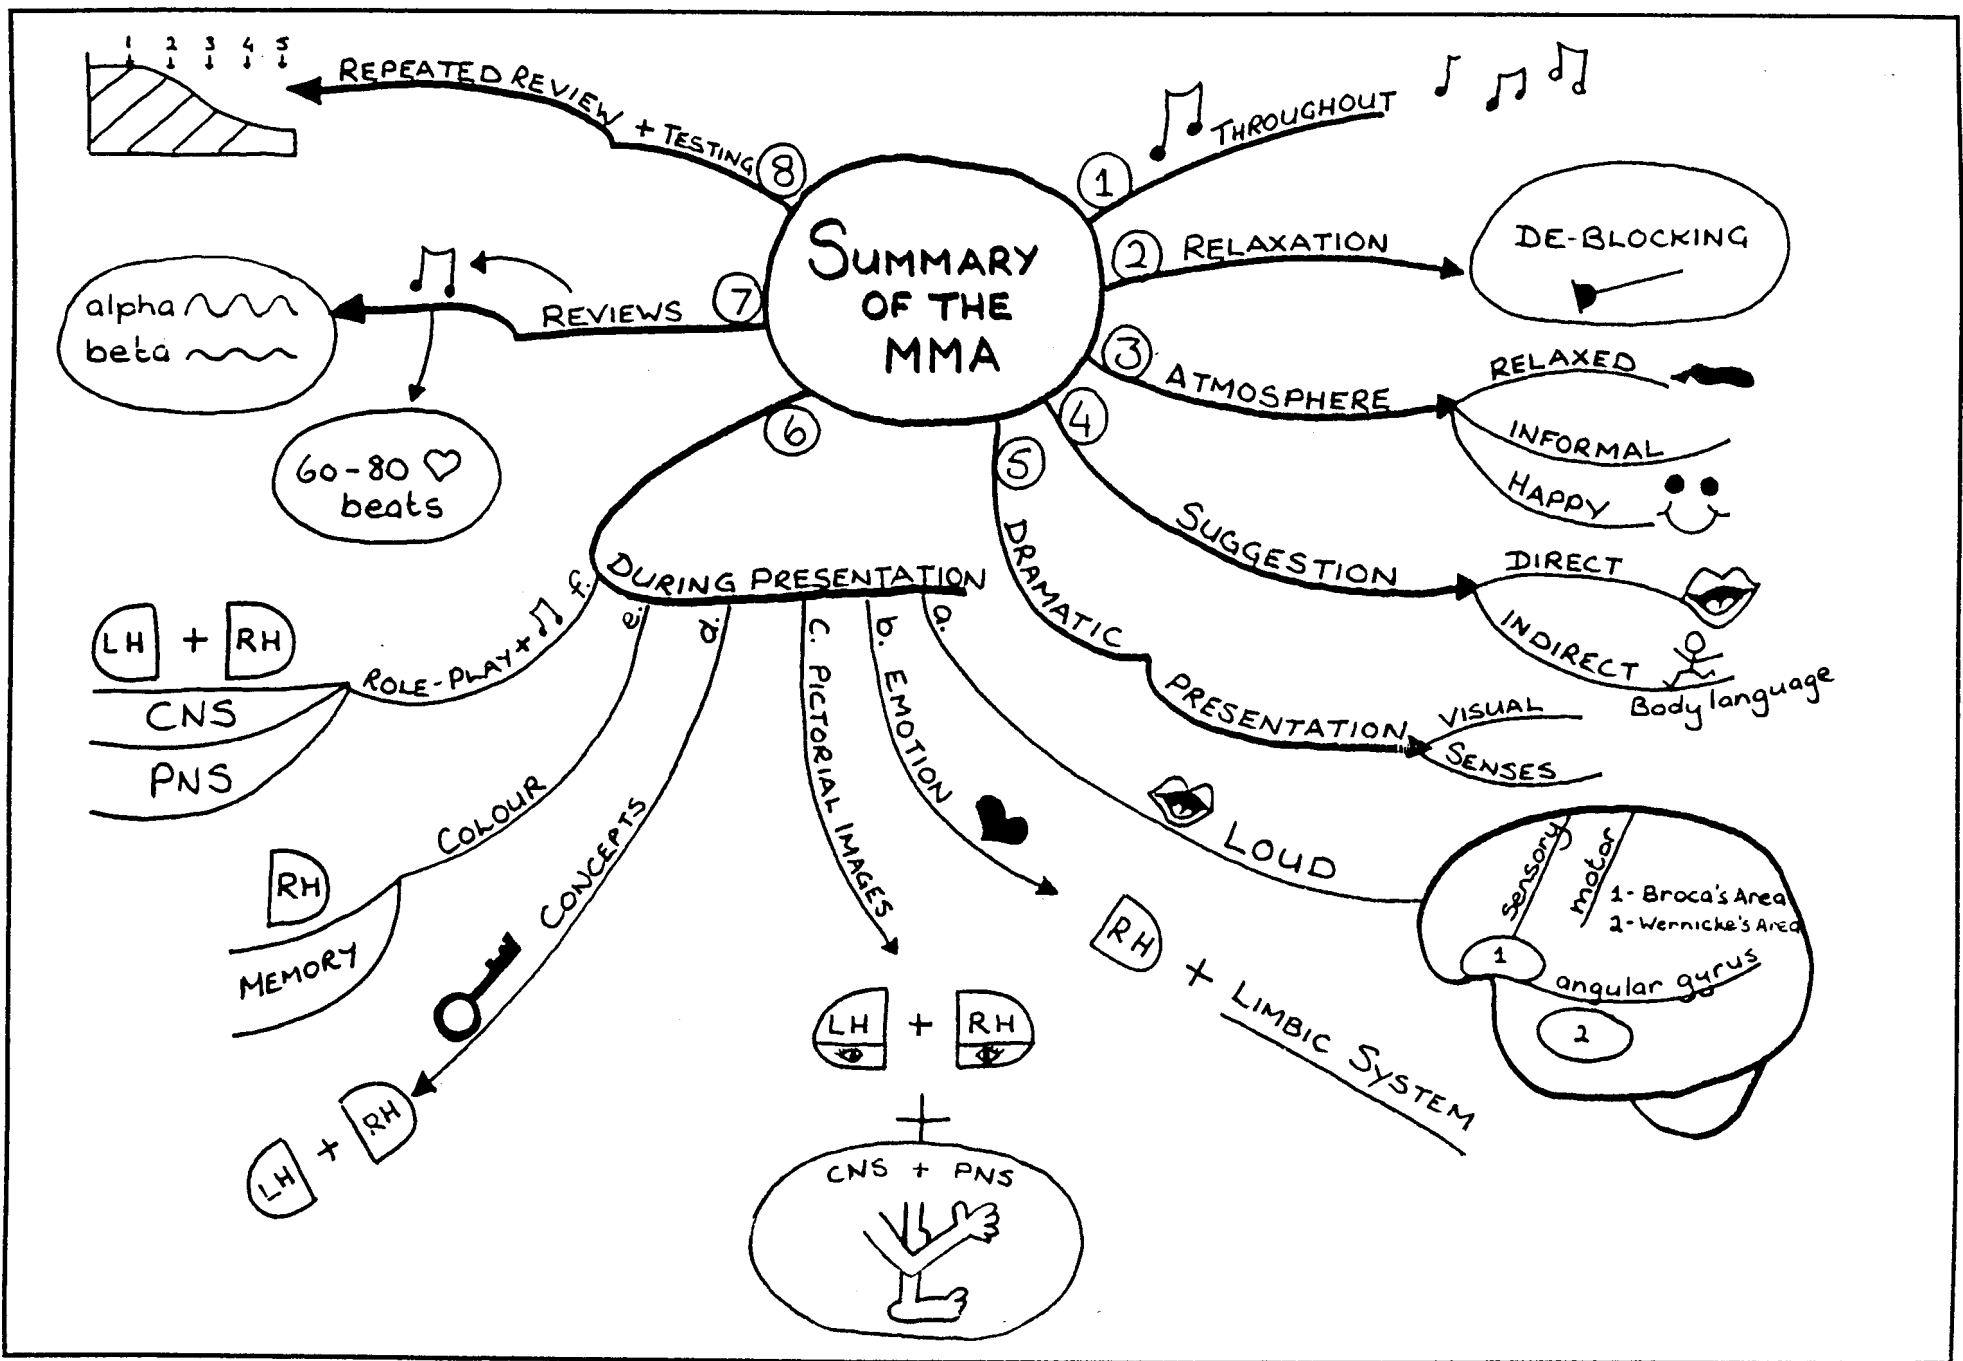 SUMMARY
OF THE
MMA
1
THROUGHOUT
2
RELAXATION
DE-BLOCKING
3
ATMOSPHERE
RELAXED
INFORMAL
HAPPY
4
SUGGESTION
DIRECT
INDIRECT
Body language
5
DRAMATIC
PRESENTATION
VISUAL
SENSES
6
DURING PRESENTATION
a.
LOUD
sensory
motor
1- Broca's Area
2- Wernicke's Area
1
angular gyrus
2
b. EMOTION
RH + LIMBIC SYSTEM
c. PICTORIAL IMAGES
LH + RH
+
CNS + PNS
d.
CONCEPTS
LH + RH
e.
COLOUR
RH
MEMORY
f.
ROLE-PLAY +
LH + RH
CNS
PNS
7
REVIEWS
alpha
beta
60-80
beats
8
REPEATED REVIEW + TESTING
1 2 3 4 5